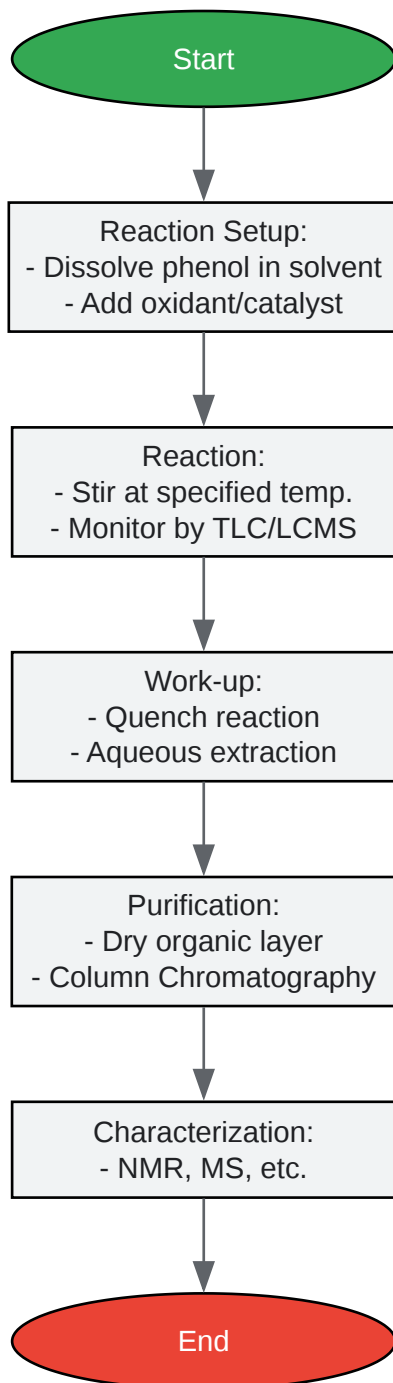 Start
Reaction Setup:
- Dissolve phenol in solvent
- Add oxidant/catalyst
Reaction:
- Stir at specified temp.
- Monitor by TLC/LCMS
Work-up:
- Quench reaction
- Aqueous extraction
Purification:
- Dry organic layer
- Column Chromatography
Characterization:
- NMR, MS, etc.
End